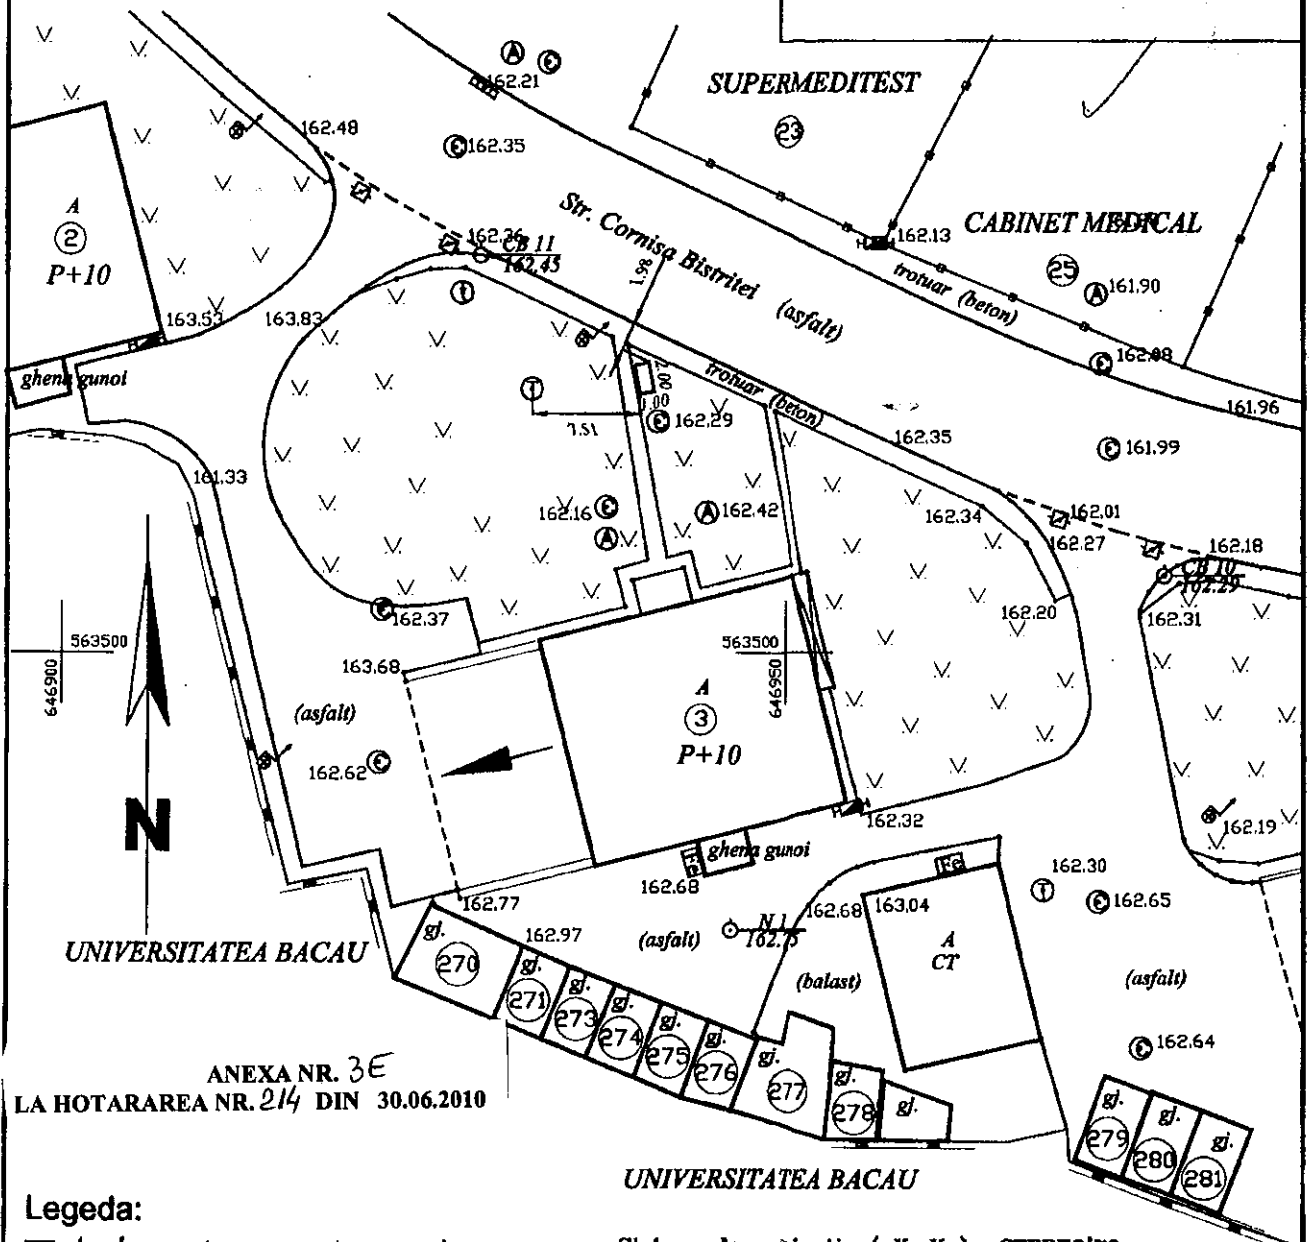 162.21
SUPERMEDITEST
23
162.48
162.35
Str. Cornisa Bistritei (asfalt)
162.36
CB 11
162.45
1.98
162.13
CABINET MEDICAL
25
161.90
trotuar (beton)
162.08
161.96
A
2
P+10
163.53
163.83
ghena gunoi
T
7.51
2.00
1.00
162.29
trotuar (beton)
162.35
161.99
161.33
162.16
162.42
162.34
162.01
162.27
162.18
CB 10
162.29
162.37
162.20
162.31
563500
646900
163.68
563500
646950
(asfalt)
A
3
P+10
162.62
N
162.32
162.19
ghena gunoi
162.68
Fe
162.30
162.65
162.77
162.68
163.04
N 1
162.75
162.97
(asfalt)
A
CT
(balast)
(asfalt)
UNIVERSITATEA BACAU
gj.
270
gj.
271
gj.
273
gj.
274
gj.
275
gj.
276
gj.
277
gj.
278
gj.
162.64
gj.
279
gj.
280
gj.
281
ANEXA NR. 3E
LA HOTARAREA NR. 214 DIN 30.06.2010
UNIVERSITATEA BACAU
Legeda: